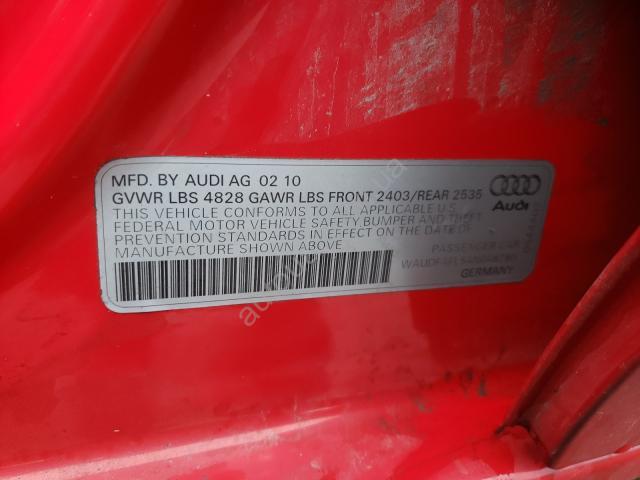 MFD. BY AUDI AG 02 10
GVWR LBS 4828 GAWR LBS FRONT 2403/REAR 2535
THIS VEHICLE CONFORMS TO ALL APPLICABLE U.S.
FEDERAL MOTOR VEHICLE SAFETY BUMPER AND THEFT
PREVENTION STANDARDS IN EFFECT ON THE DATE OF
MANUFACTURE SHOWN ABOVE
Audi
PASSENGER CAR
GERMANY